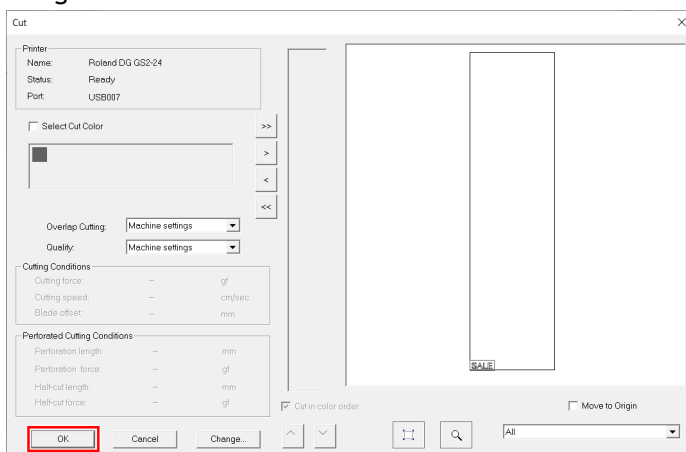 Cut
Printer
Name: Roland DG GS2-24
Status: Ready
Port: USB007
Select Cut Color
>>
>
<
<<
Overlap Cutting: Machine settings
Quality: Machine settings
Cutting Conditions
Cutting force: – gf
Cutting speed: – cm/sec
Blade offset: – mm
Perforated Cutting Conditions
Perforation length: – mm
Perforation force: – gf
Half-cut length: – mm
Half-cut force: – gf
SALE
Cut in color order
Move to Origin
OK
Cancel
Change...
All